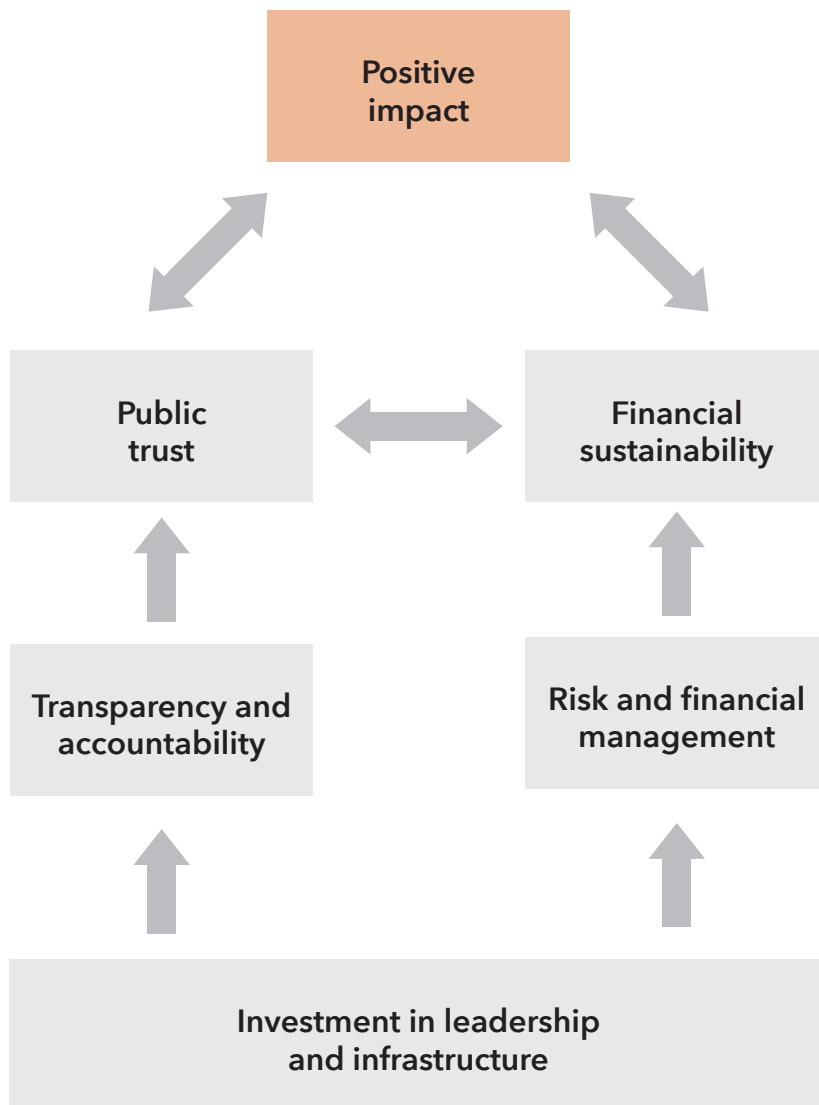 Positive
impact
Public
trust
Financial
sustainability
Transparency and
accountability
Risk and financial
management
Investment in leadership
and infrastructure